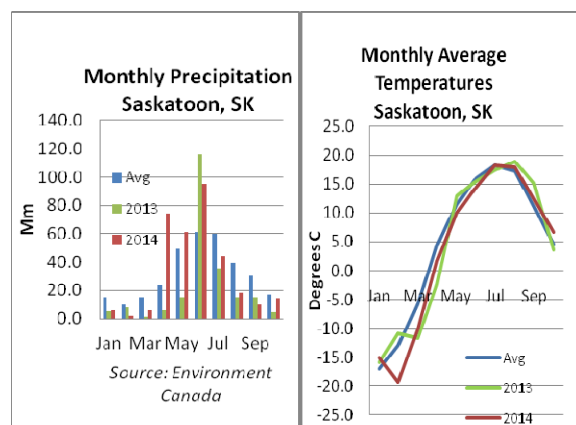 Monthly Precipitation
Saskatoon, SK
140.0
120.0
100.0
80.0
60.0
40.0
20.0
0.0
Mm
Avg
2013
2014
Jan Mar May Jul Sep
Source: Environment
Canada
Monthly Average
Temperatures
Saskatoon, SK
25.0
20.0
15.0
10.0
5.0
0.0
-5.0
-10.0
-15.0
-20.0
-25.0
Degrees C
Jan Mar May Jul Sep
Avg
2013
2014